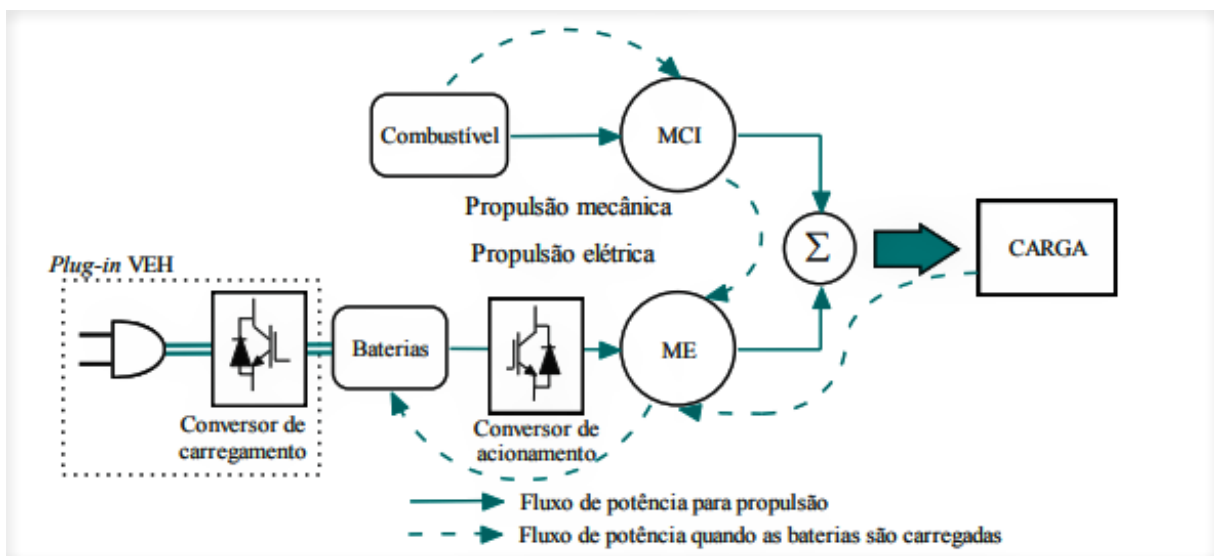 Combustível
MCI
Propulsão mecânica
Propulsão elétrica
Σ
CARGA
Plug-in VEH
Baterias
ME
Conversor de
carregamento
Conversor de
acionamento
Fluxo de potência para propulsão
Fluxo de potência quando as baterias são carregadas